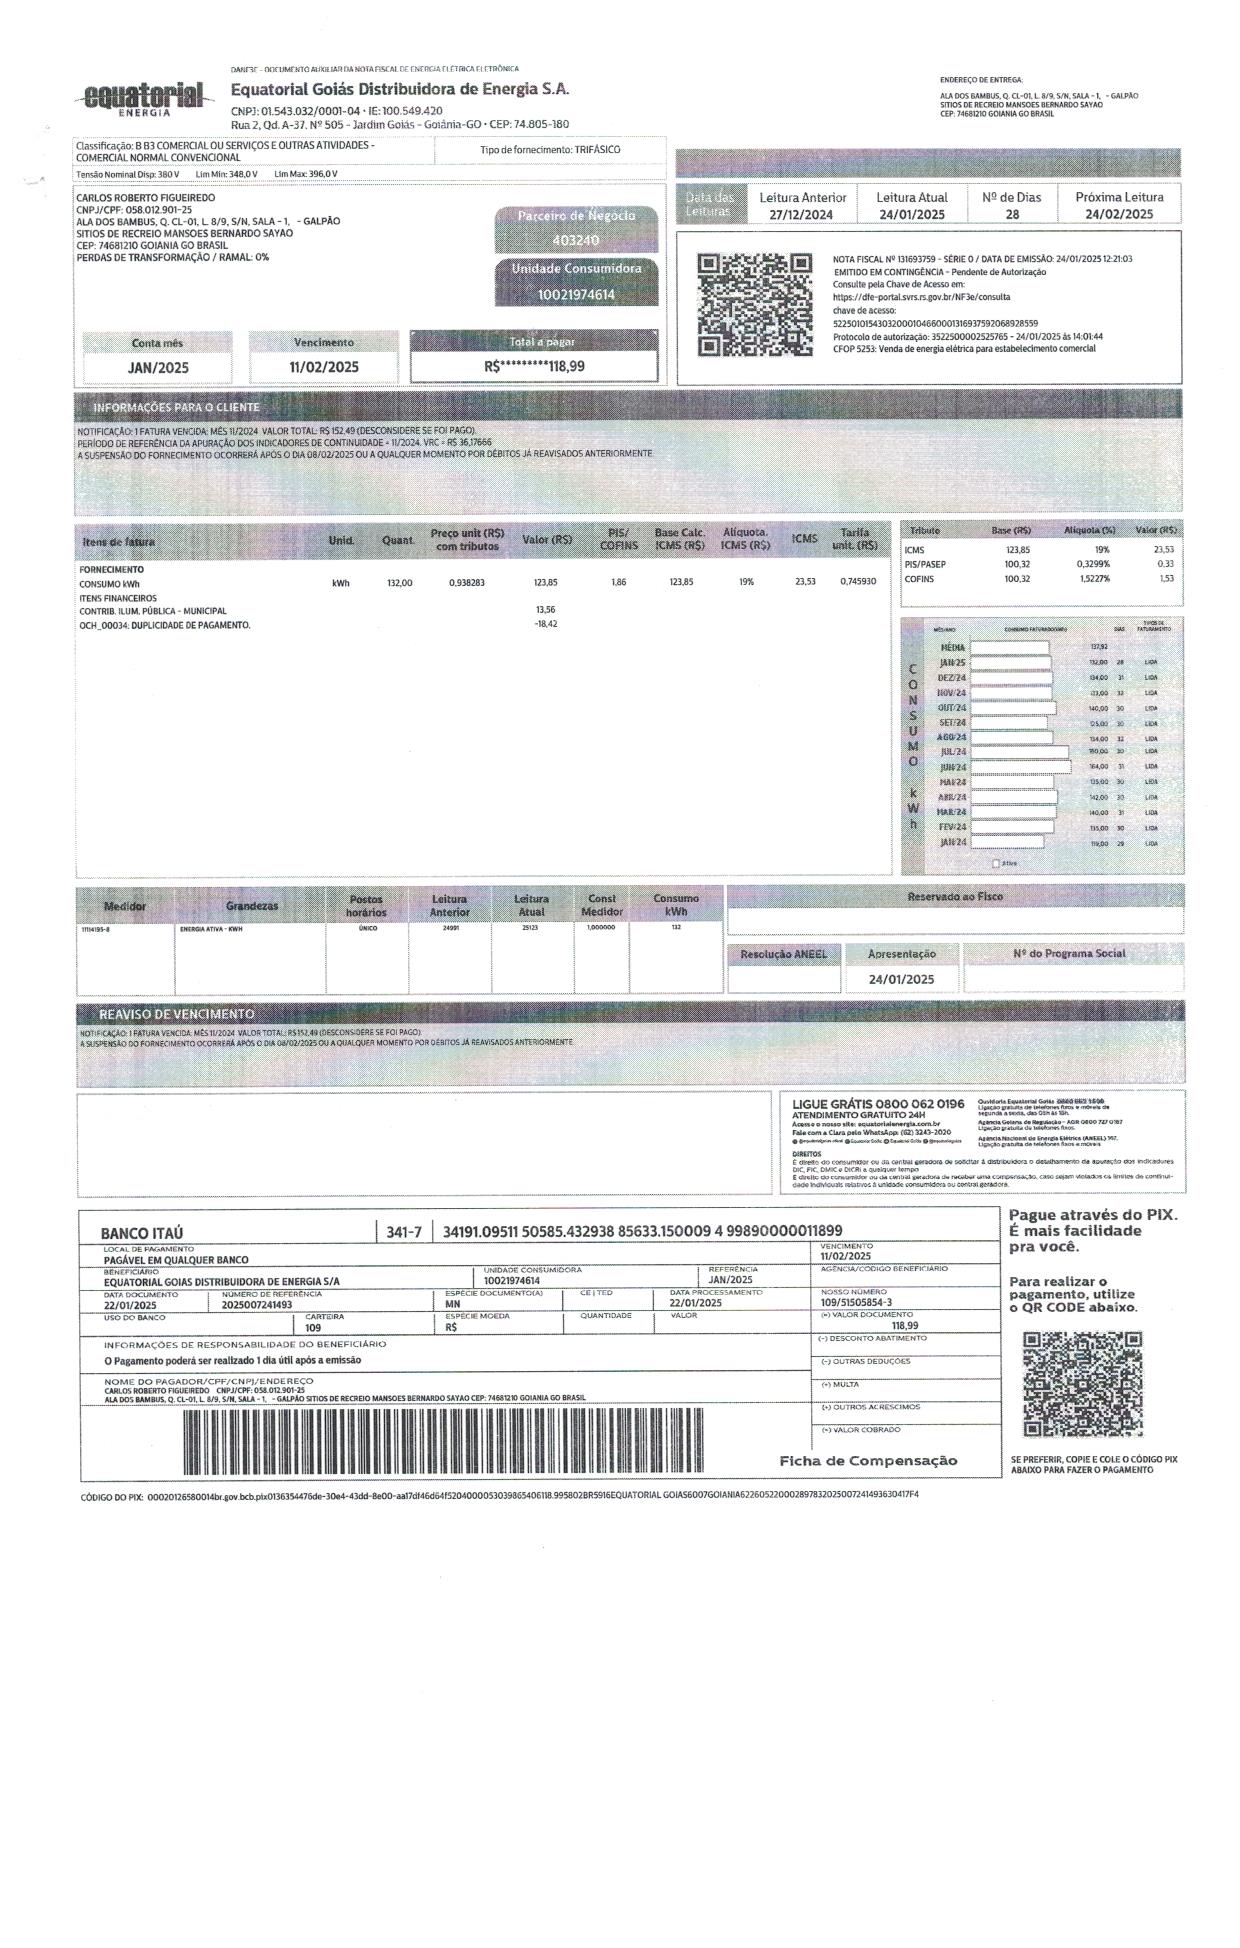 DANF3E - DOCUMENTO AUXILIAR DA NOTA FISCAL DE ENERGIA ELÉTRICA ELETRÔNICA
equatorial
ENERGIA
Equatorial Goiás Distribuidora de Energia S.A.
CNPJ: 01.543.032/0001-04 • IE: 100.549.420
Rua 2, Qd. A-37, Nº 505 - Jardim Goiás - Goiânia-GO • CEP: 74.805-180
ENDEREÇO DE ENTREGA:
ALA DOS BAMBUS, Q. CL-01, L. 8/9, S/N, SALA - 1, - GALPÃO
SITIOS DE RECREIO MANSOES BERNARDO SAYAO
CEP: 74681210 GOIANIA GO BRASIL
Classificação: B B3 COMERCIAL OU SERVIÇOS E OUTRAS ATIVIDADES -
COMERCIAL NORMAL CONVENCIONAL
Tipo de fornecimento: TRIFÁSICO
Tensão Nominal Disp: 380 V Lim Min: 348,0 V Lim Max: 396,0 V
CARLOS ROBERTO FIGUEIREDO
CNPJ/CPF: 058.012.901-25
ALA DOS BAMBUS, Q. CL-01, L. 8/9, S/N, SALA - 1, - GALPÃO
SITIOS DE RECREIO MANSOES BERNARDO SAYAO
CEP: 74681210 GOIANIA GO BRASIL
PERDAS DE TRANSFORMAÇÃO / RAMAL: 0%
Parceiro de Negócio
403240
Unidade Consumidora
10021974614
Conta mês Vencimento Total a pagar
JAN/2025 11/02/2025 R$*********118,99
Data das Leituras
Leitura Anterior Leitura Atual Nº de Dias Próxima Leitura
27/12/2024 24/01/2025 28 24/02/2025
NOTA FISCAL Nº 131693759 - SÉRIE 0 / DATA DE EMISSÃO: 24/01/2025 12:21:03
EMITIDO EM CONTINGÊNCIA - Pendente de Autorização
Consulte pela Chave de Acesso em:
https://dfe-portal.svrs.rs.gov.br/NF3e/consulta
chave de acesso:
52250101543032000104660001316937592068928559
Protocolo de autorização: 3522500002525765 - 24/01/2025 às 14:01:44
CFOP 5253: Venda de energia elétrica para estabelecimento comercial
INFORMAÇÕES PARA O CLIENTE
NOTIFICAÇÃO: 1 FATURA VENCIDA: MÊS 11/2024 VALOR TOTAL: R$ 152,49 (DESCONSIDERE SE FOI PAGO).
PERÍODO DE REFERÊNCIA DA APURAÇÃO DOS INDICADORES DE CONTINUIDADE = 11/2024. VRC = R$ 36,17666
A SUSPENSÃO DO FORNECIMENTO OCORRERÁ APÓS O DIA 08/02/2025 OU A QUALQUER MOMENTO POR DÉBITOS JÁ REAVISADOS ANTERIORMENTE.
Itens de fatura Unid. Quant. Preço unit (R$) com tributos Valor (R$) PIS/ COFINS Base Calc. ICMS (R$) Alíquota. ICMS (R$) ICMS Tarifa unit. (R$)
FORNECIMENTO
CONSUMO kWh kWh 132,00 0,938283 123,85 1,86 123,85 19% 23,53 0,745930
ITENS FINANCEIROS
CONTRIB. ILUM. PÚBLICA - MUNICIPAL 13,56
OCH_00034: DUPLICIDADE DE PAGAMENTO. -18,42
Tributo Base (R$) Alíquota (%) Valor (R$)
ICMS 123,85 19% 23,53
PIS/PASEP 100,32 0,3299% 0,33
COFINS 100,32 1,5227% 1,53
CONSUMO kWh
MÊS/ANO CONSUMO FATURADO(kWh) DIAS TIPOS DE FATURAMENTO
MÉDIA 137,92
JAN/25 132,00 28 LIDA
DEZ/24 134,00 31 LIDA
NOV/24 133,00 32 LIDA
OUT/24 140,00 30 LIDA
SET/24 125,00 30 LIDA
AGO/24 134,00 32 LIDA
JUL/24 160,00 30 LIDA
JUN/24 164,00 31 LIDA
MAI/24 135,00 30 LIDA
ABR/24 142,00 30 LIDA
MAR/24 140,00 31 LIDA
FEV/24 135,00 30 LIDA
JAN/24 119,00 29 LIDA
Ativa
Medidor Grandezas Postos horários Leitura Anterior Leitura Atual Const Medidor Consumo kWh
11114195-8 ENERGIA ATIVA - KWH ÚNICO 24991 25123 1,000000 132
Reservado ao Fisco
Resolução ANEEL Apresentação Nº do Programa Social
24/01/2025
REAVISO DE VENCIMENTO
NOTIFICAÇÃO: 1 FATURA VENCIDA: MÊS 11/2024 VALOR TOTAL: R$152,49 (DESCONSIDERE SE FOI PAGO)
A SUSPENSÃO DO FORNECIMENTO OCORRERÁ APÓS O DIA 08/02/2025 OU A QUALQUER MOMENTO POR DÉBITOS JÁ REAVISADOS ANTERIORMENTE.
LIGUE GRÁTIS 0800 062 0196
ATENDIMENTO GRATUITO 24H
Acesse o nosso site: equatorialenergia.com.br
Fale com a Clara pelo WhatsApp: (62) 3243-2020
Ouvidoria Equatorial Goiás
Ligação gratuita de telefones fixos e móveis de
segunda a sexta, das 08h às 18h.
Agência Goiana de Regulação - AGR 0800 727 0167
Ligação gratuita de telefones fixos.
Agência Nacional de Energia Elétrica (ANEEL) 167.
Ligação gratuita de telefones fixos e móveis
DIREITOS
É direito do consumidor ou da central geradora de solicitar à distribuidora o detalhamento da apuração dos indicadores
DIC, FIC, DMIC e DICRI a qualquer tempo
É direito do consumidor ou da central geradora de receber uma compensação, caso sejam violados os limites de continui-
dade individuais relativos à unidade consumidora ou central geradora.
BANCO ITAÚ 341-7 34191.09511 50585.432938 85633.150009 4 99890000011899
LOCAL DE PAGAMENTO VENCIMENTO
PAGÁVEL EM QUALQUER BANCO 11/02/2025
BENEFICIÁRIO UNIDADE CONSUMIDORA REFERÊNCIA AGÊNCIA/CÓDIGO BENEFICIÁRIO
EQUATORIAL GOIAS DISTRIBUIDORA DE ENERGIA S/A 10021974614 JAN/2025
DATA DOCUMENTO NÚMERO DE REFERÊNCIA ESPÉCIE DOCUMENTO(A) CE | TED DATA PROCESSAMENTO NOSSO NÚMERO
22/01/2025 2025007241493 MN 22/01/2025 109/51505854-3
USO DO BANCO CARTEIRA ESPÉCIE MOEDA QUANTIDADE VALOR (=) VALOR DOCUMENTO
109 R$ 118,99
INFORMAÇÕES DE RESPONSABILIDADE DO BENEFICIÁRIO
O Pagamento poderá ser realizado 1 dia útil após a emissão
(-) DESCONTO ABATIMENTO
(-) OUTRAS DEDUÇÕES
(+) MULTA
(+) OUTROS ACRESCIMOS
(=) VALOR COBRADO
NOME DO PAGADOR/CPF/CNPJ/ENDEREÇO
CARLOS ROBERTO FIGUEIREDO CNPJ/CPF: 058.012.901-25
ALA DOS BAMBUS, Q. CL-01, L. 8/9, S/N, SALA - 1, - GALPÃO SITIOS DE RECREIO MANSOES BERNARDO SAYAO CEP: 74681210 GOIANIA GO BRASIL
Ficha de Compensação
Pague através do PIX.
É mais facilidade
pra você.
Para realizar o
pagamento, utilize
o QR CODE abaixo.
SE PREFERIR, COPIE E COLE O CÓDIGO PIX
ABAIXO PARA FAZER O PAGAMENTO
CÓDIGO DO PIX: 00020126580014br.gov.bcb.pix0136354476de-30e4-43dd-8e00-aa17df46d64f5204000053039865406118.995802BR5916EQUATORIAL GOIAS6007GOIANIA62260522000289783202500724149363041​7F4